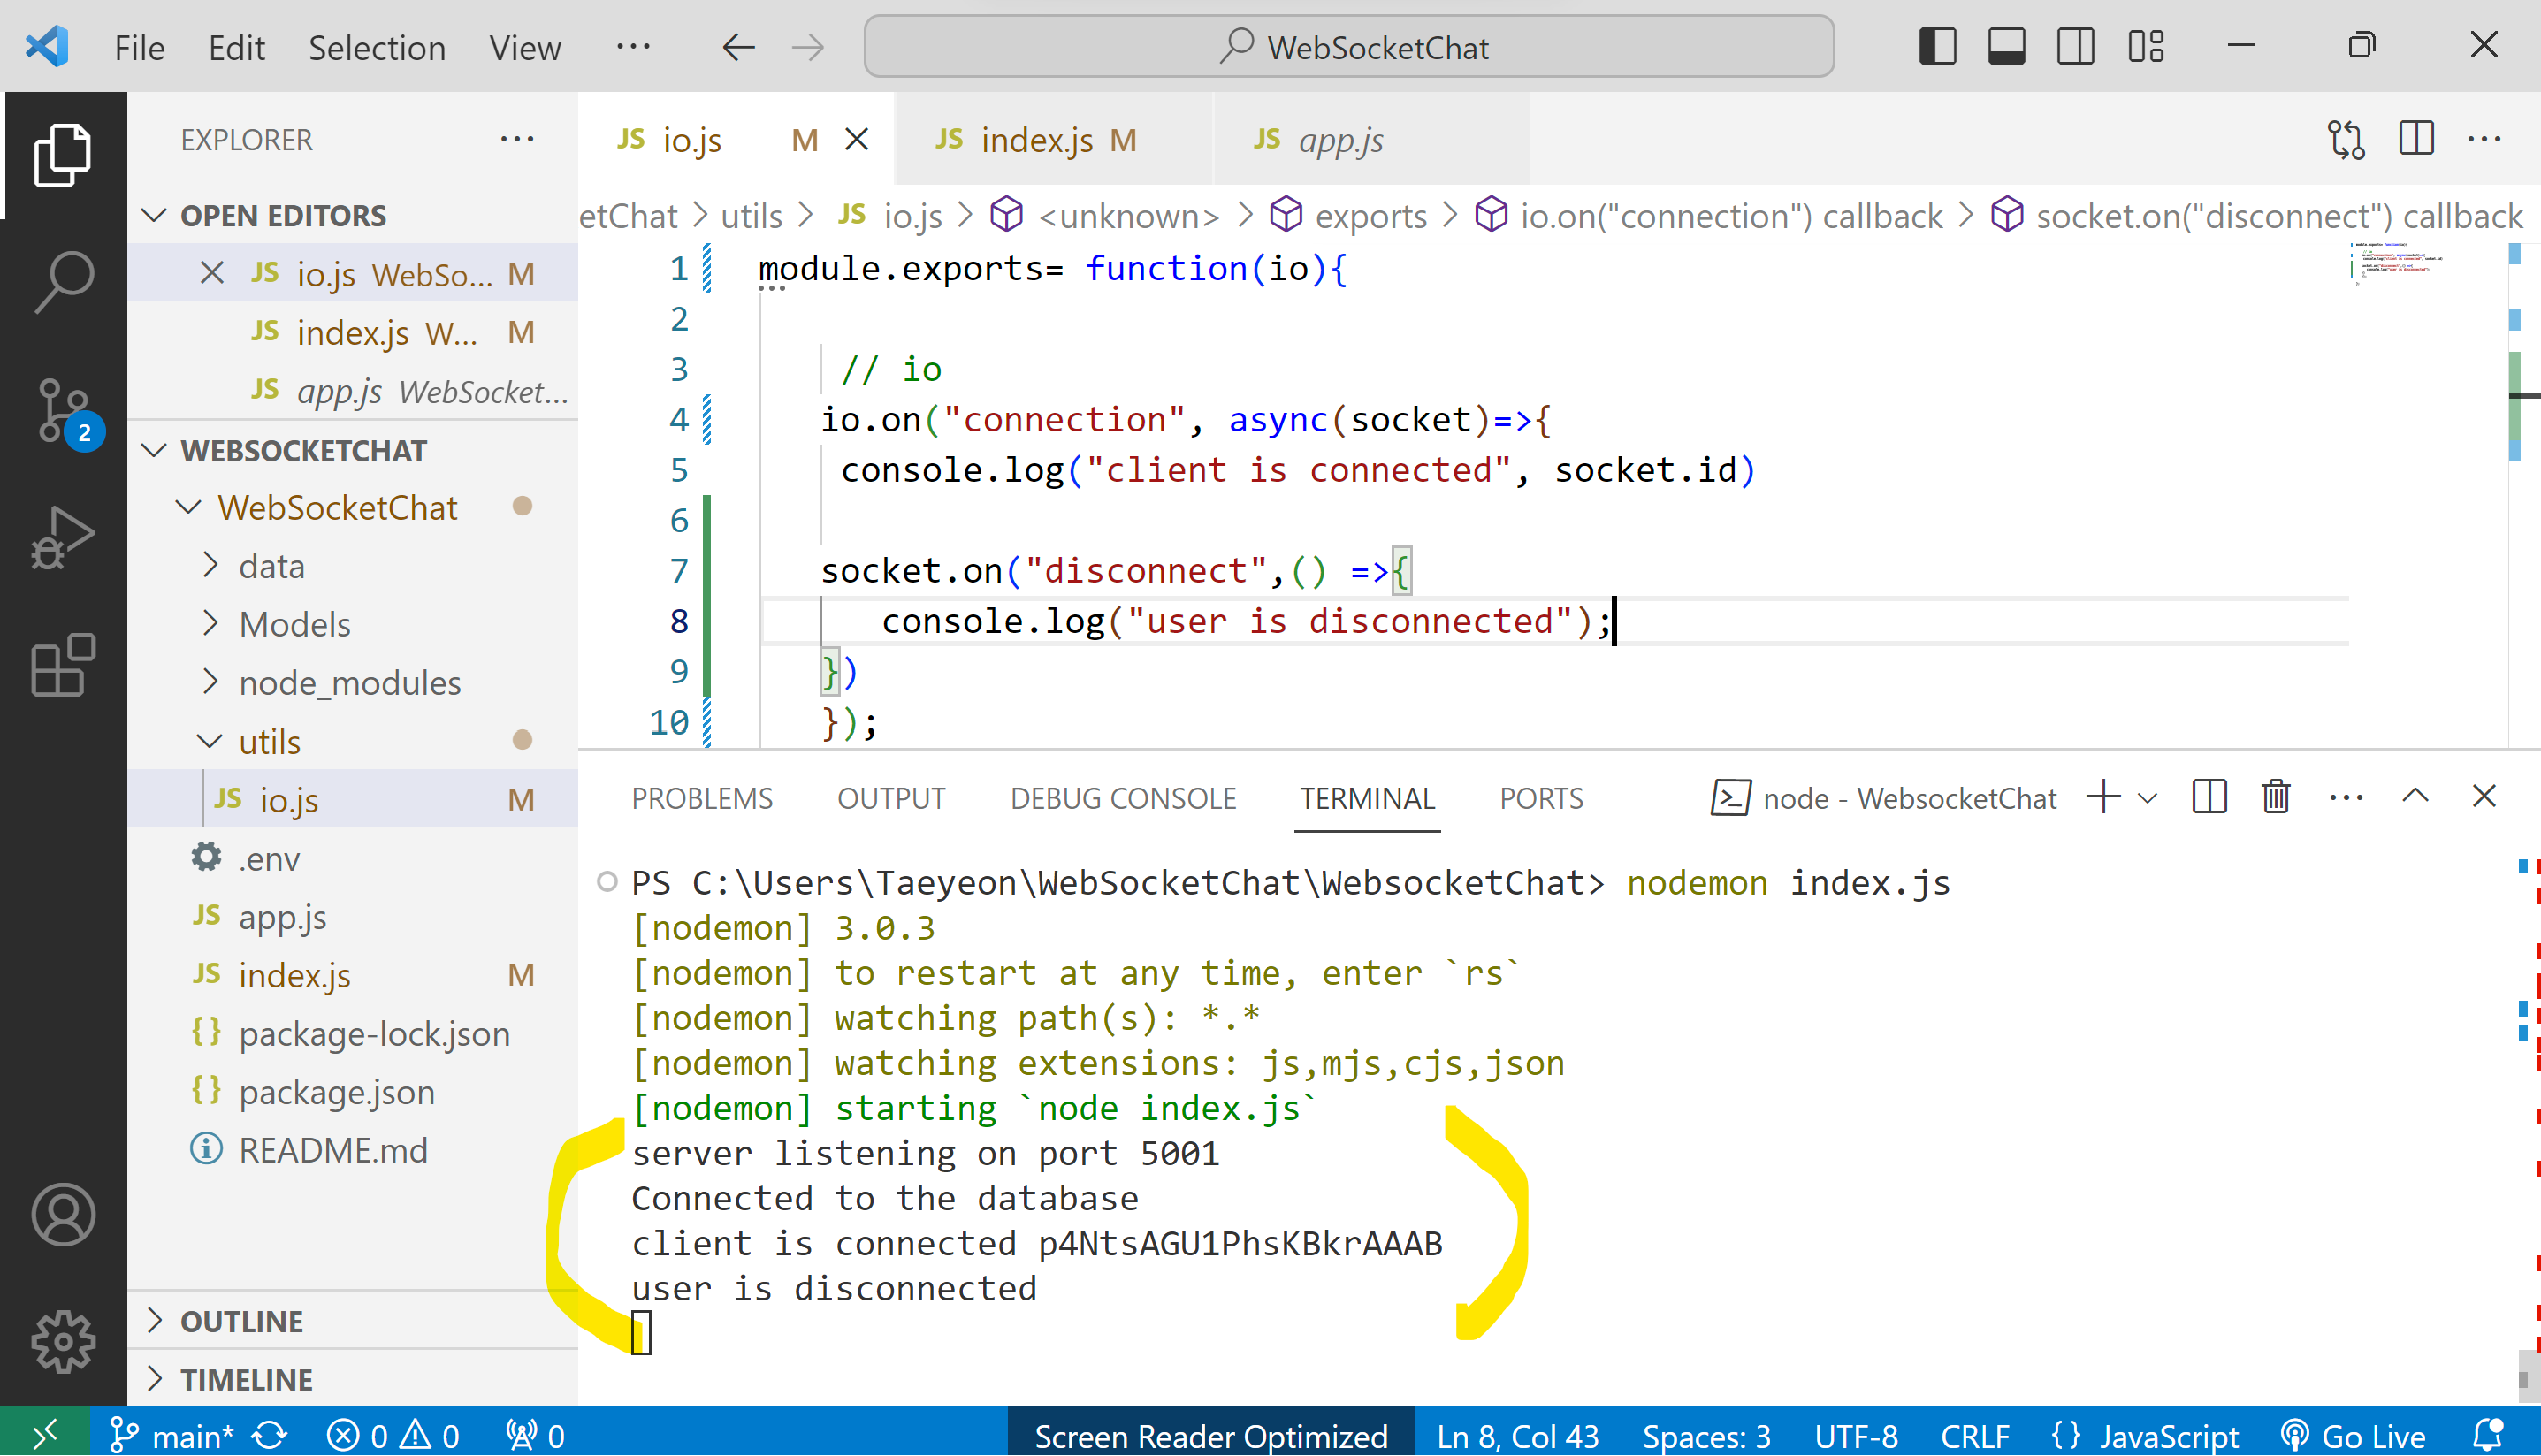 File Edit Selection View ··· WebSocketChat
EXPLORER ···
OPEN EDITORS
JS io.js WebSo... M
JS index.js W... M
JS app.js WebSocket...
WEBSOCKETCHAT
WebSocketChat
data
Models
node_modules
utils
JS io.js M
.env
JS app.js
JS index.js M
{} package-lock.json
{} package.json
README.md
OUTLINE
TIMELINE
2
JS io.js M JS index.js M JS app.js
etChat > utils > JS io.js > <unknown> > exports > io.on("connection") callback > socket.on("disconnect") callback
1 module.exports= function(io){
2
3 // io
4 io.on("connection", async(socket)=>{
5 console.log("client is connected", socket.id)
6
7 socket.on("disconnect",() =>{
8 console.log("user is disconnected");
9 })
10 });
PROBLEMS OUTPUT DEBUG CONSOLE TERMINAL PORTS node - WebsocketChat
PS C:\Users\Taeyeon\WebSocketChat\WebsocketChat> nodemon index.js
[nodemon] 3.0.3
[nodemon] to restart at any time, enter `rs`
[nodemon] watching path(s): *.*
[nodemon] watching extensions: js,mjs,cjs,json
[nodemon] starting `node index.js`
server listening on port 5001
Connected to the database
client is connected p4NtsAGU1PhsKBkrAAAB
user is disconnected
main* 0 0 0 Screen Reader Optimized Ln 8, Col 43 Spaces: 3 UTF-8 CRLF {} JavaScript Go Live